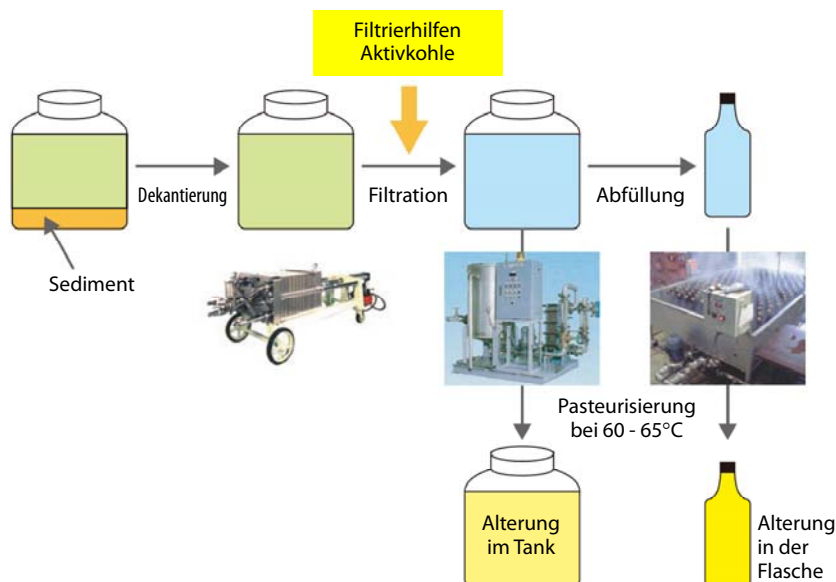 Filtrierhilfen
Aktivkohle
Dekantierung
Filtration
Abfüllung
Sediment
Pasteurisierung
bei 60 - 65°C
Alterung
im Tank
Alterung
in der
Flasche